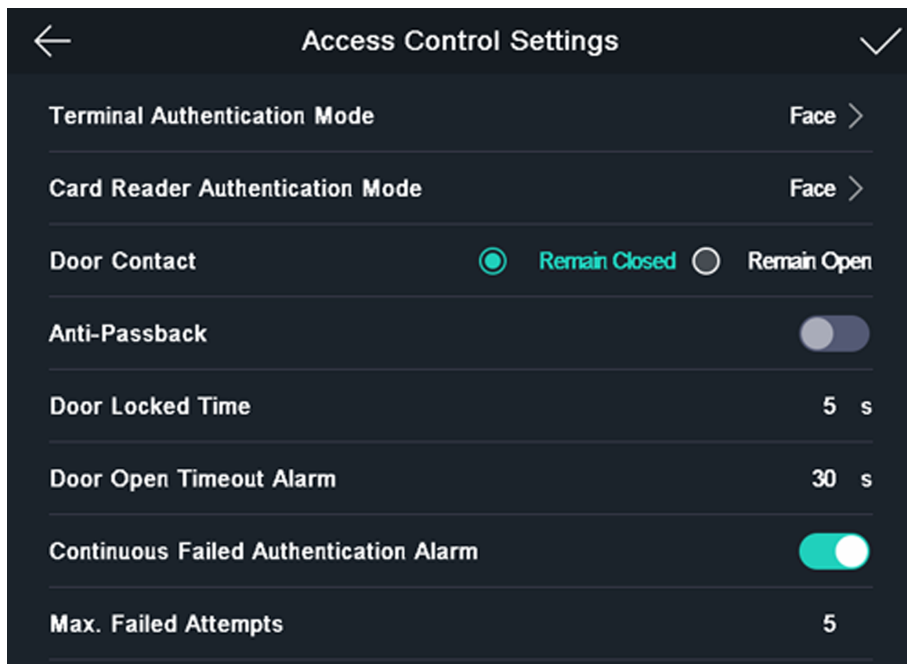 Access Control Settings
Terminal Authentication Mode Face
Card Reader Authentication Mode Face
Door Contact Remain Closed Remain Open
Anti-Passback
Door Locked Time 5 s
Door Open Timeout Alarm 30 s
Continuous Failed Authentication Alarm
Max. Failed Attempts 5